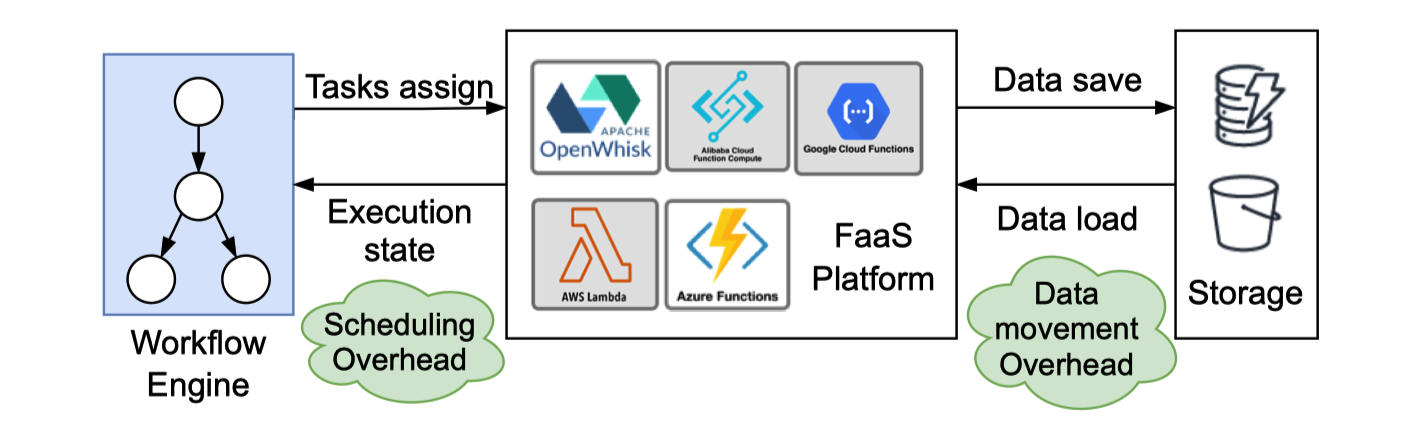 Tasks assign
Execution
state
Scheduling
Overhead
Workflow
Engine
APACHE
OpenWhisk
Alibaba Cloud
Function Compute
Google Cloud Functions
AWS Lambda
Azure Functions
FaaS
Platform
Data save
Data load
Data
movement
Overhead
Storage